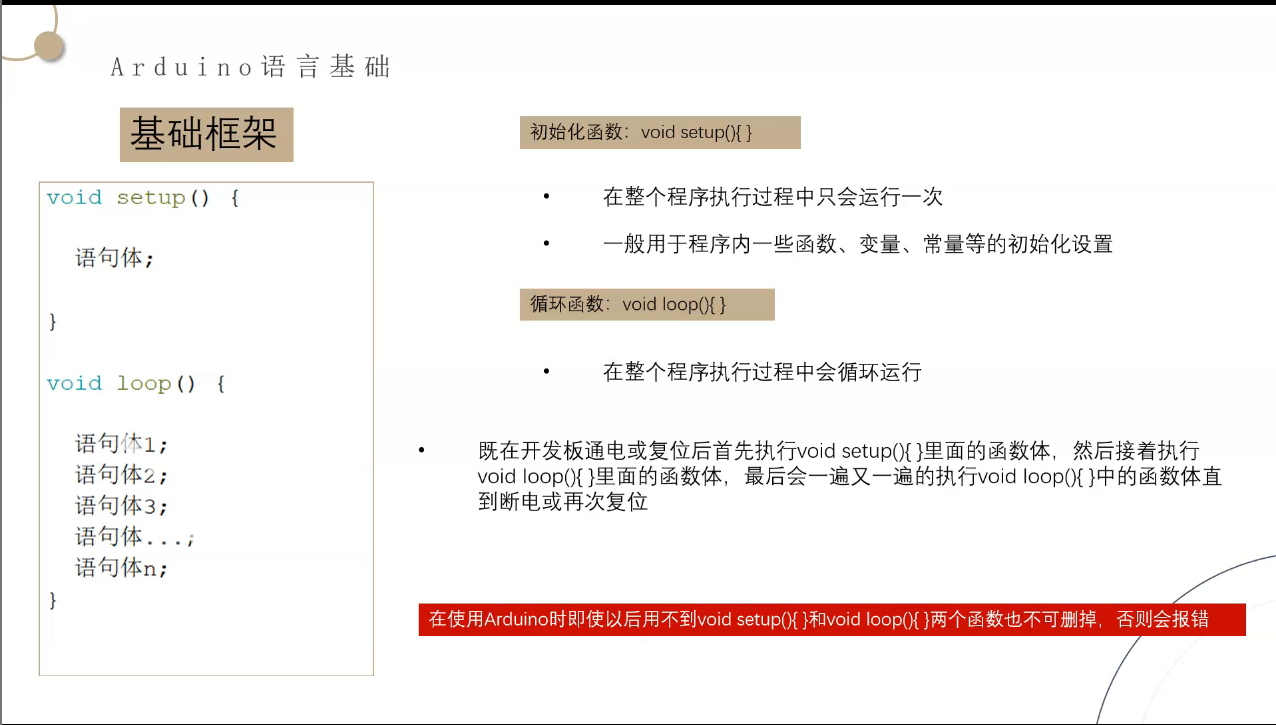 Arduino语言基础
基础框架
void setup() {
语句体;
}
void loop() {
语句体1;
语句体2;
语句体3;
语句体...;
语句体n;
}
初始化函数：void setup(){ }
• 在整个程序执行过程中只会运行一次
• 一般用于程序内一些函数、变量、常量等的初始化设置
循环函数：void loop(){ }
• 在整个程序执行过程中会循环运行
• 既在开发板通电或复位后首先执行void setup(){ }里面的函数体，然后接着执行
void loop(){ }里面的函数体，最后会一遍又一遍的执行void loop(){ }中的函数体直
到断电或再次复位
在使用Arduino时即使以后用不到void setup(){ }和void loop(){ }两个函数也不可删掉，否则会报错